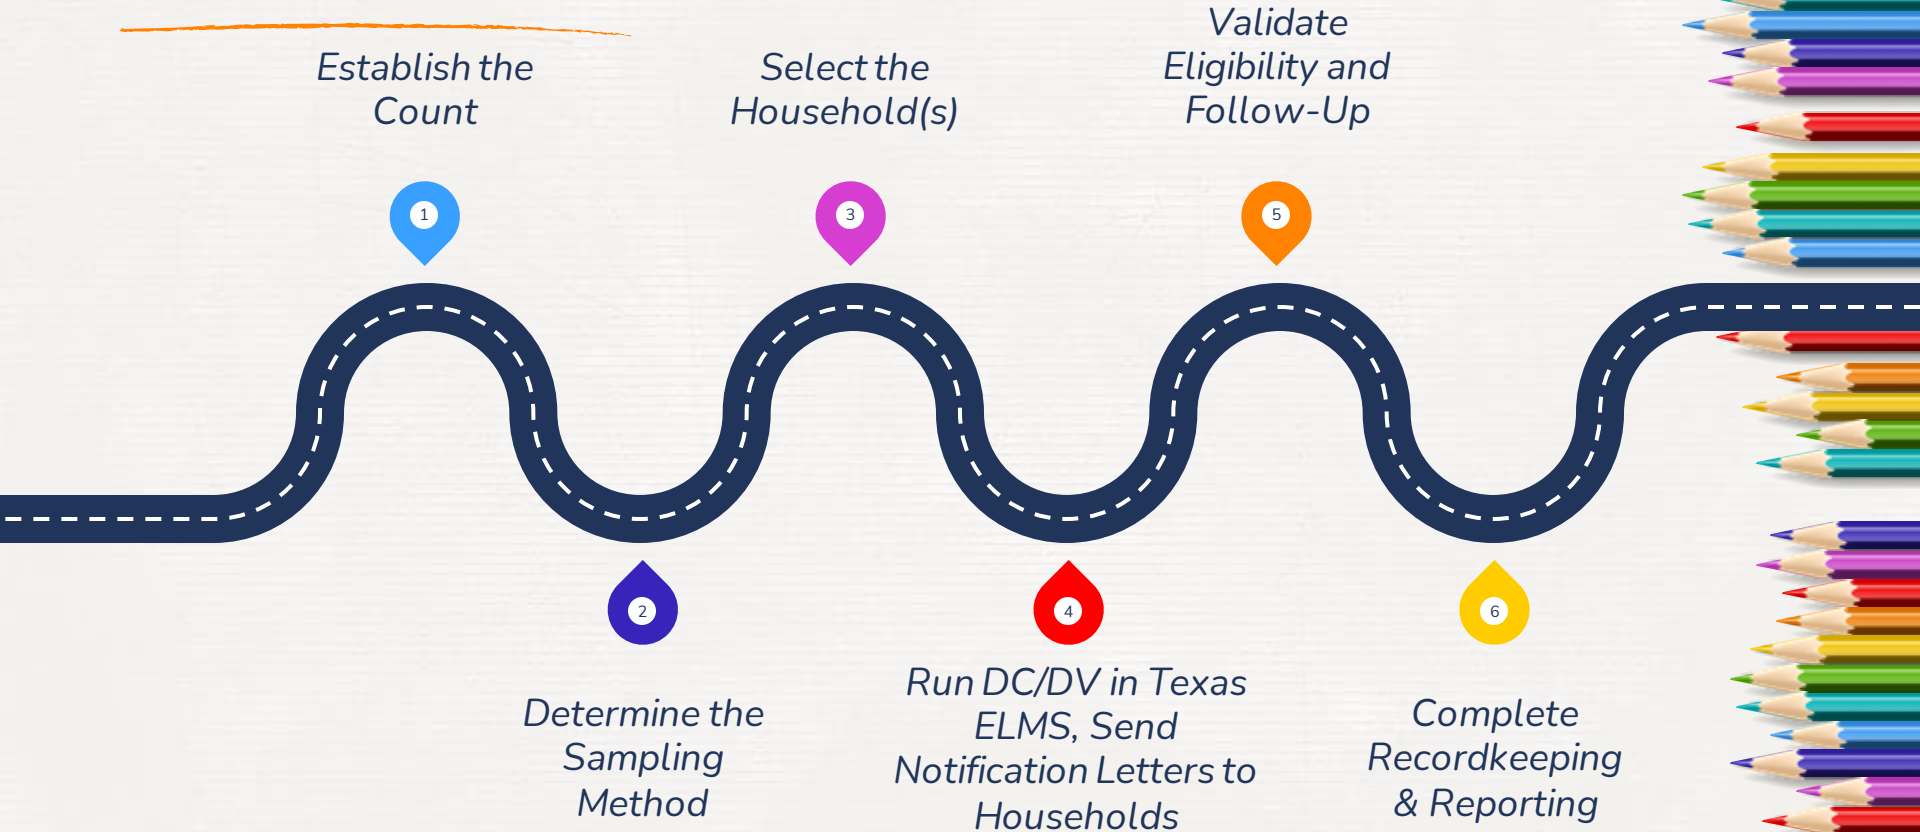 Establish the
Count
1
Determine the
Sampling
Method
2
Select the
Household(s)
3
Run DC/DV in Texas
ELMS, Send
Notification Letters to
Households
4
Validate
Eligibility and
Follow-Up
5
Complete
Recordkeeping
& Reporting
6